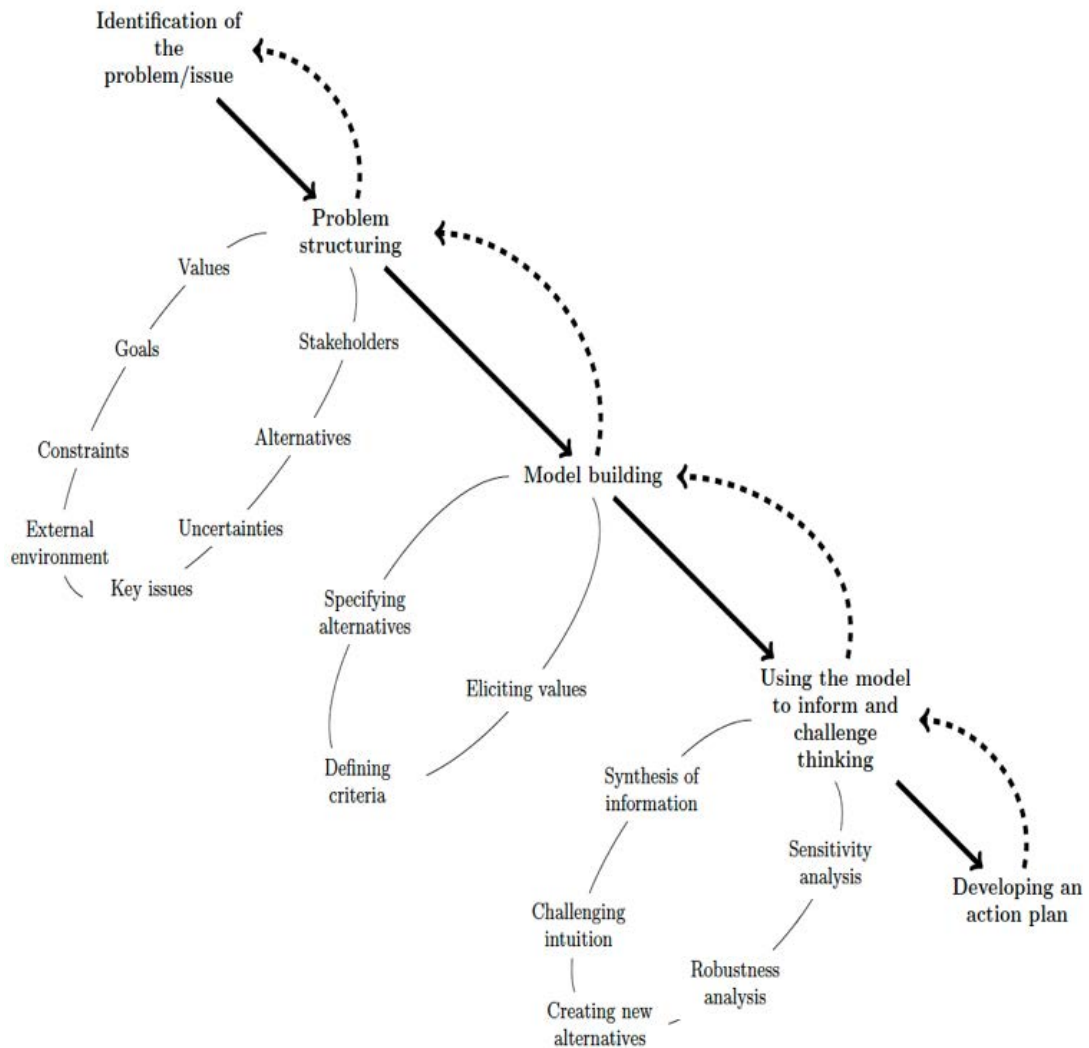 Identification of
the
problem/issue
Problem
structuring
Values
Stakeholders
Goals
Alternatives
Constraints
Uncertainties
External
environment
Key issues
Model building
Specifying
alternatives
Eliciting values
Defining
criteria
Using the model
to inform and
challenge
thinking
Synthesis of
information
Sensitivity
analysis
Challenging
intuition
Robustness
analysis
Creating new
alternatives
Developing an
action plan